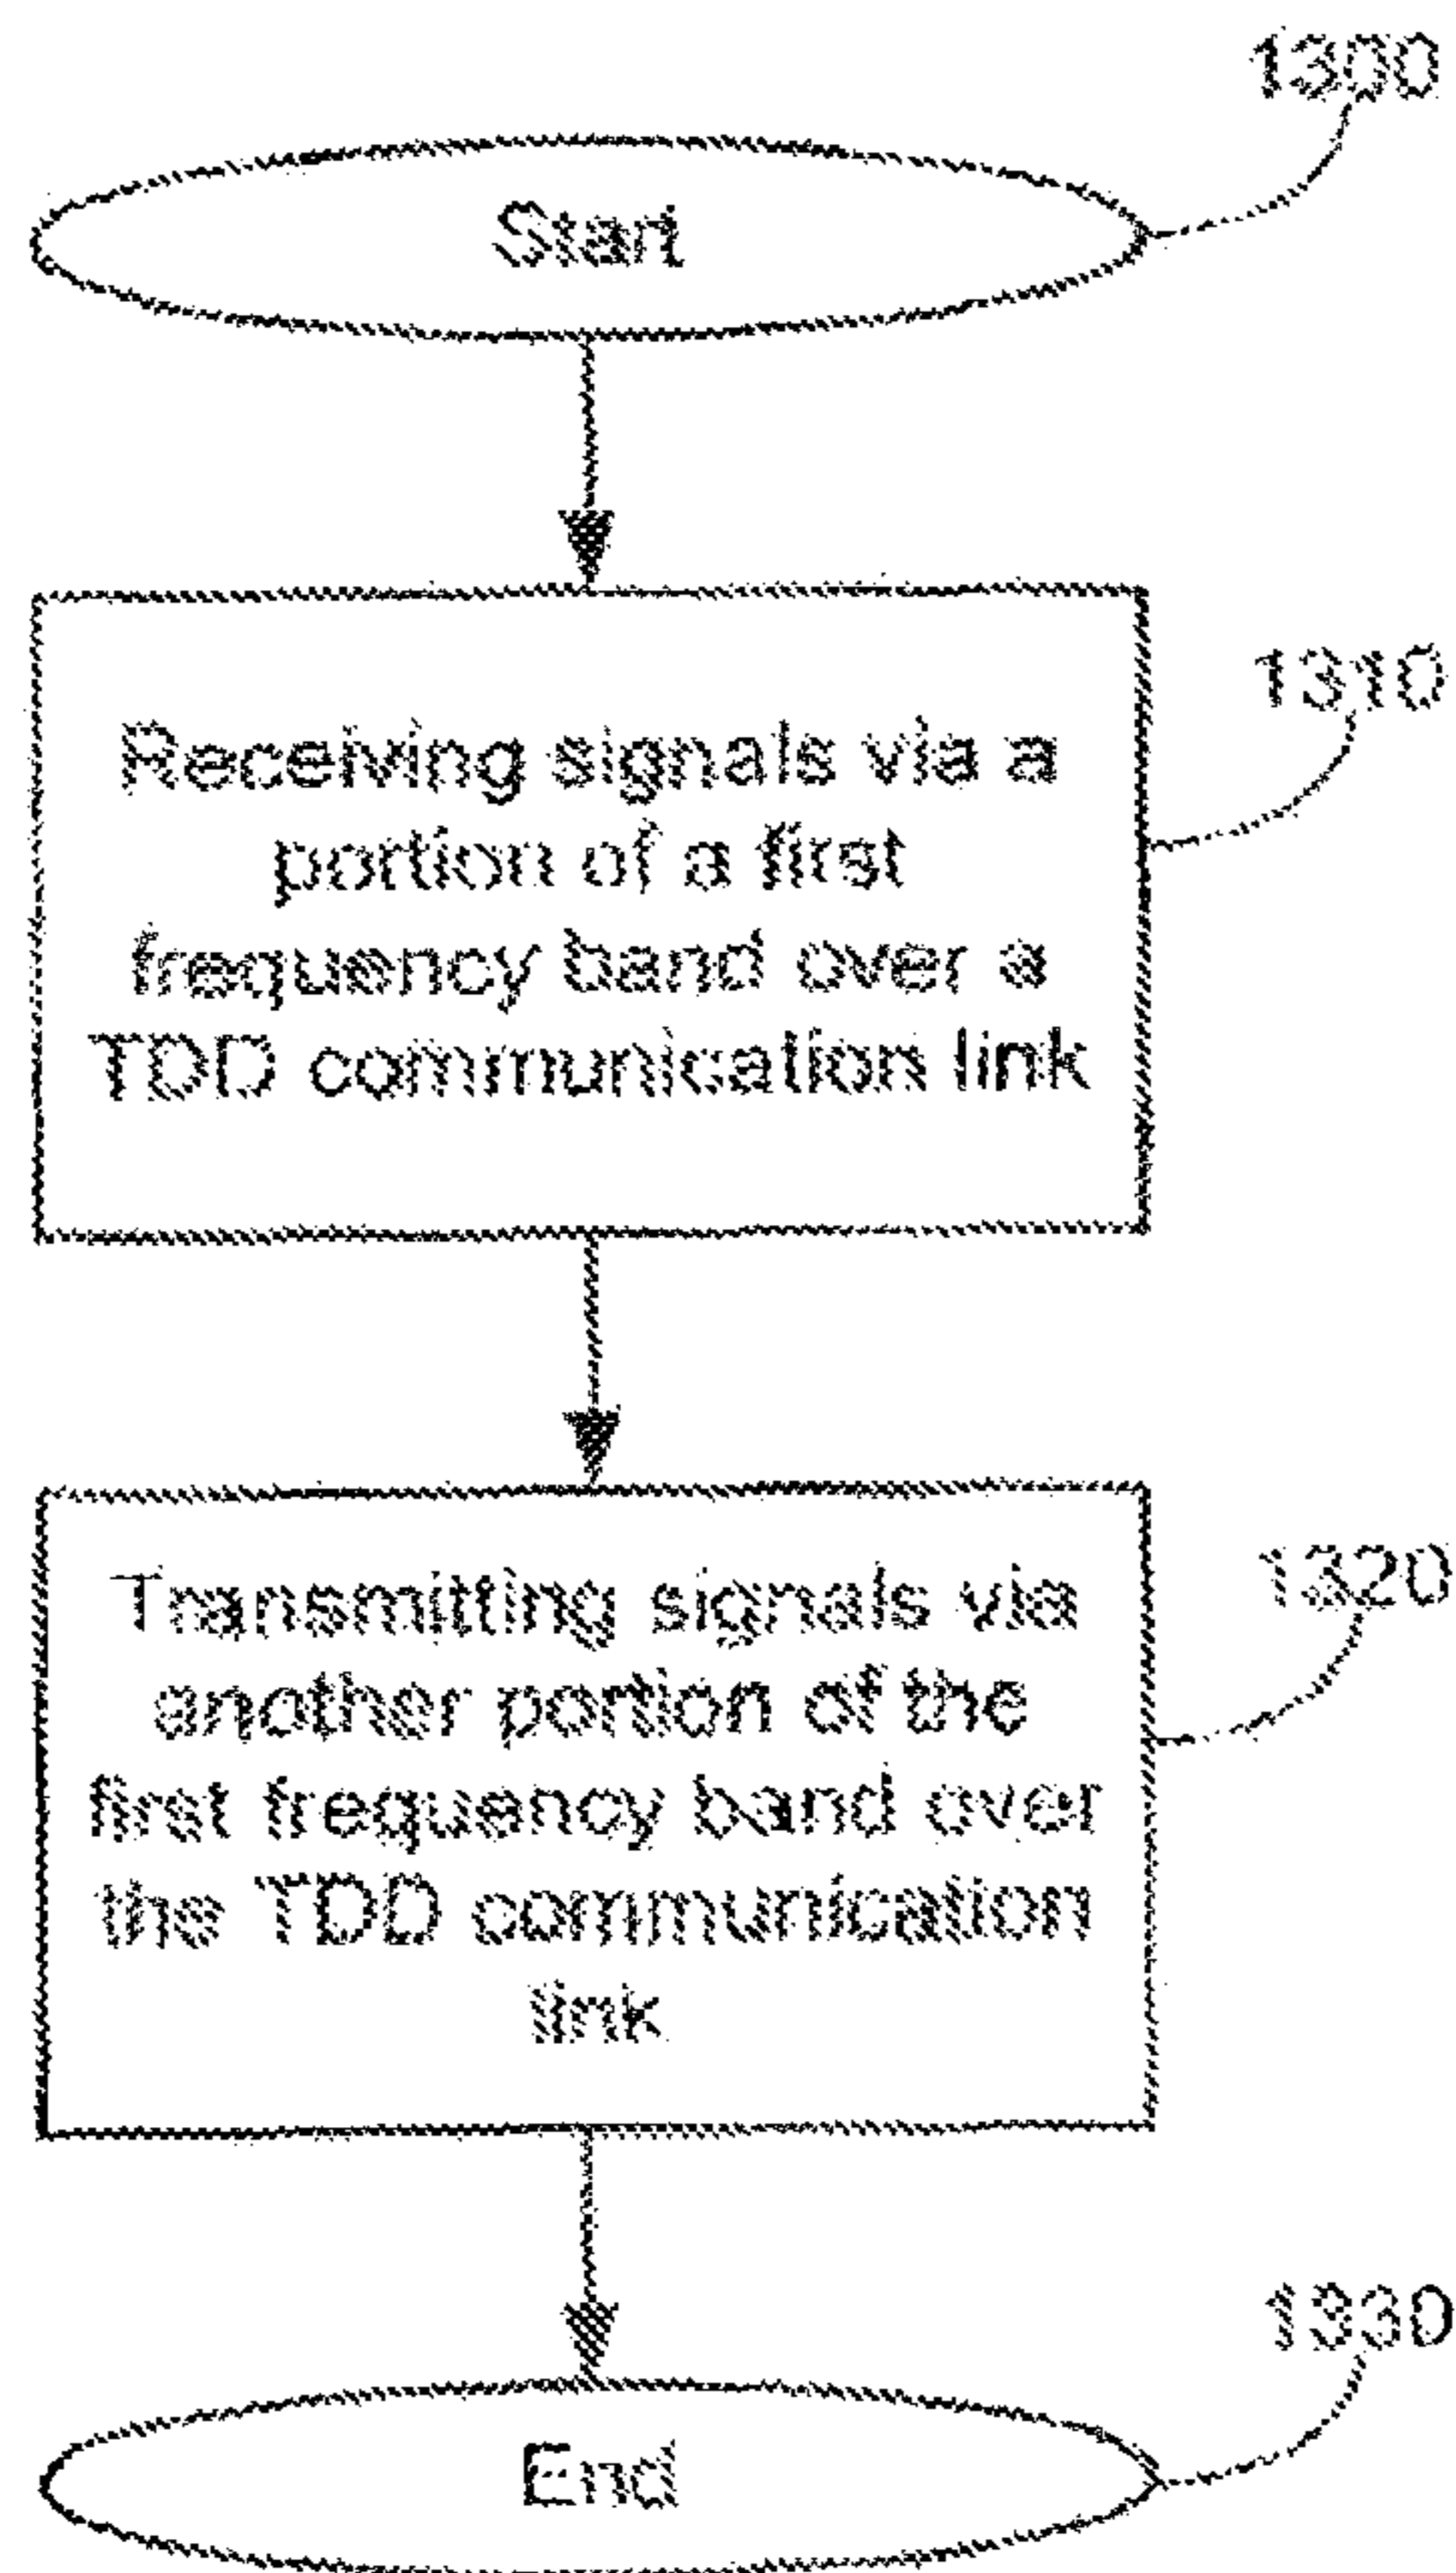 1300
Start
1310
Receiving signals via a
portion of a first
frequency band over a
TDD communication link
1320
Transmitting signals via
another portion of the
first frequency band over
the TDD communication
link
1330
End